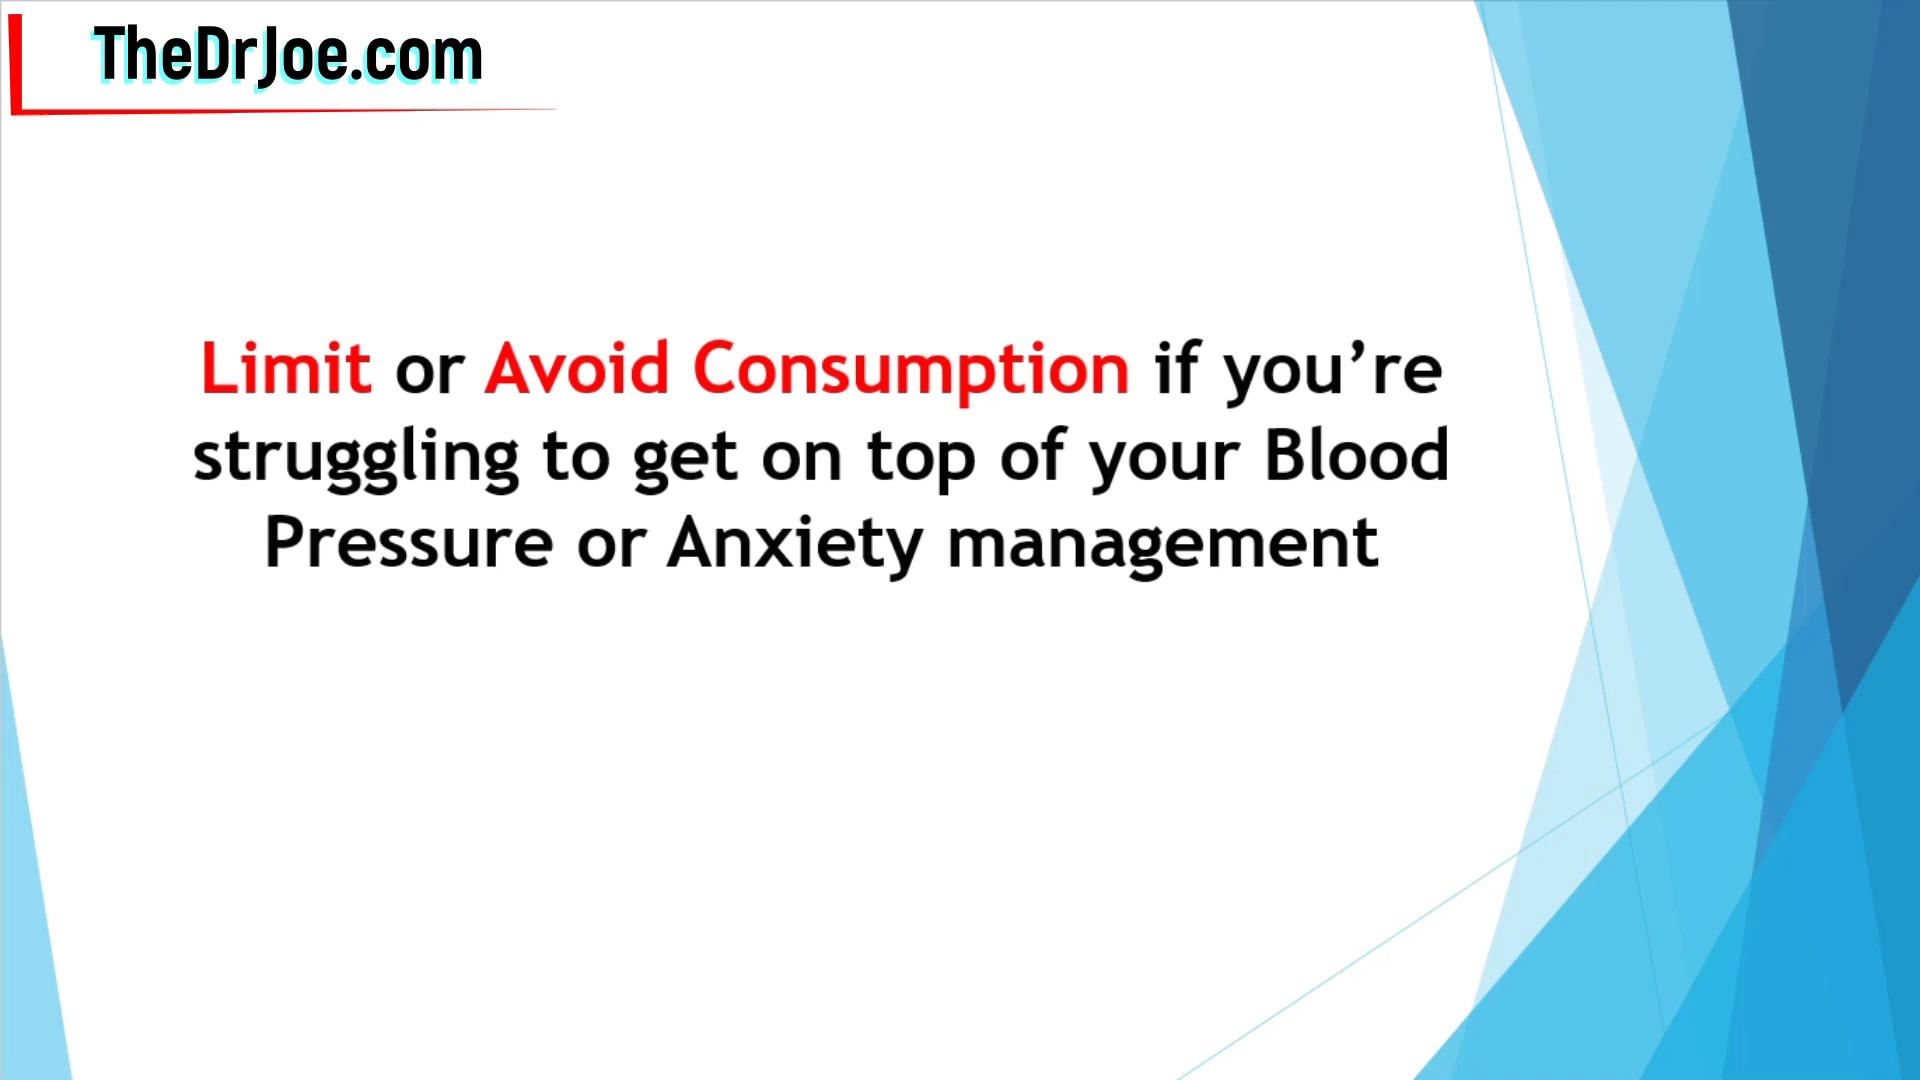 TheDrJoe.com
Limit or Avoid Consumption if you’re
struggling to get on top of your Blood
Pressure or Anxiety management